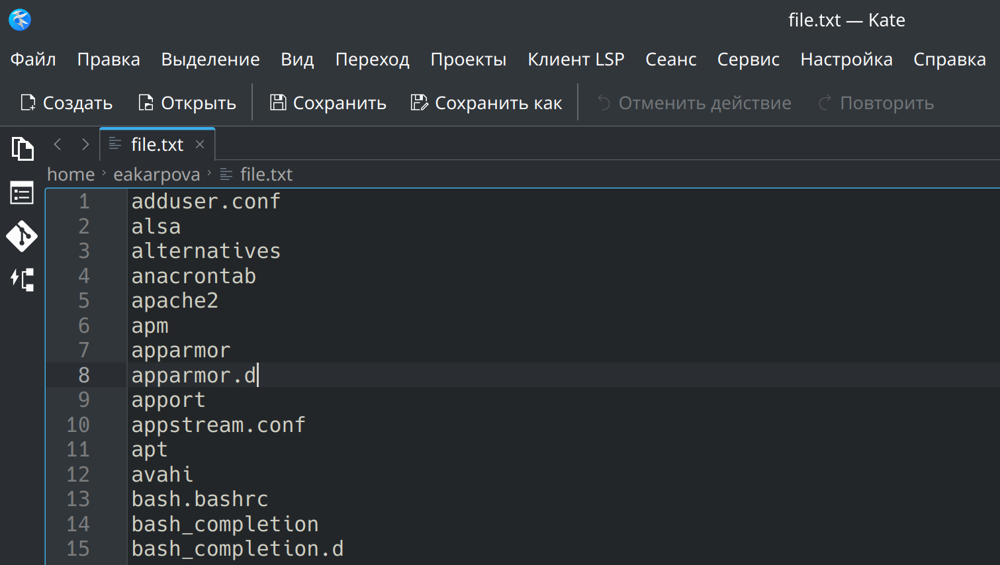 file.txt — Kate
Файл Правка Выделение Вид Переход Проекты Клиент LSP Сеанс Сервис Настройка Справка
Создать Открыть Сохранить Сохранить как Отменить действие Повторить
file.txt
home › eakarpova › file.txt
1 adduser.conf
2 alsa
3 alternatives
4 anacrontab
5 apache2
6 apm
7 apparmor
8 apparmor.d
9 apport
10 appstream.conf
11 apt
12 avahi
13 bash.bashrc
14 bash_completion
15 bash_completion.d